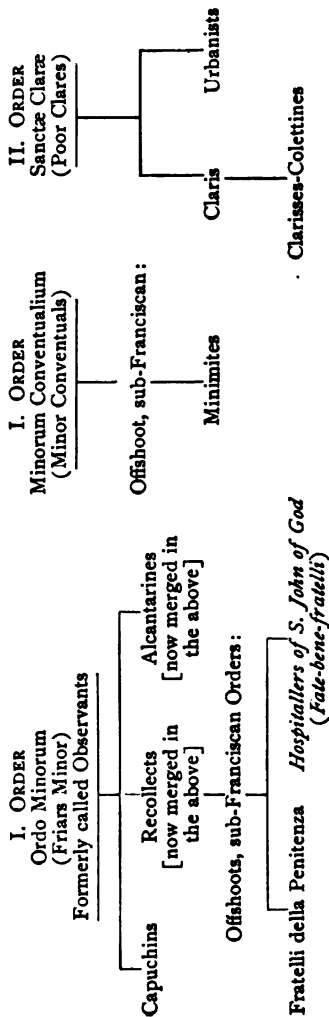 I. ORDER
Ordo Minorum
(Friars Minor)
Formerly called Observants
Capuchins
Recollects
[now merged in
the above]
Alcantarines
[now merged in
the above]
Offshoots, sub-Franciscan Orders:
Fratelli della Penitenza
Hospitallers of S. John of God
(Fate-bene-fratelli)
I. ORDER
Minorum Conventualium
(Minor Conventuals)
Offshoot, sub-Franciscan:
Minimites
II. ORDER
Sanctæ Claræ
(Poor Clares)
Claris
Urbanists
Clarisses-Colettines